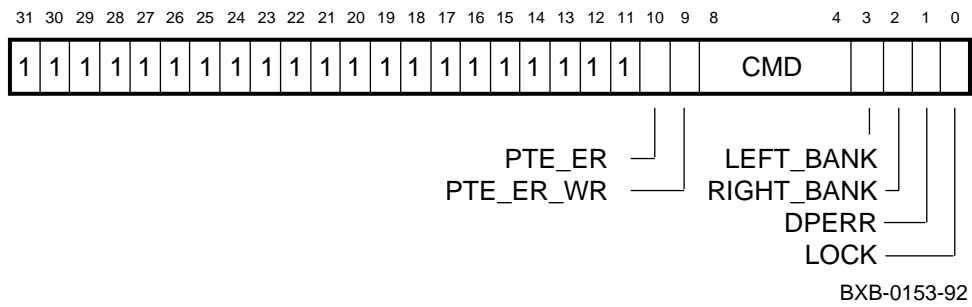 31 30 29 28 27 26 25 24 23 22 21 20 19 18 17 16 15 14 13 12 11 10 9 8 4 3 2 1 0
1 1 1 1 1 1 1 1 1 1 1 1 1 1 1 1 1 1 1 1 1 CMD
PTE_ER LEFT_BANK
PTE_ER_WR RIGHT_BANK
DPERR
LOCK
BXB-0153-92